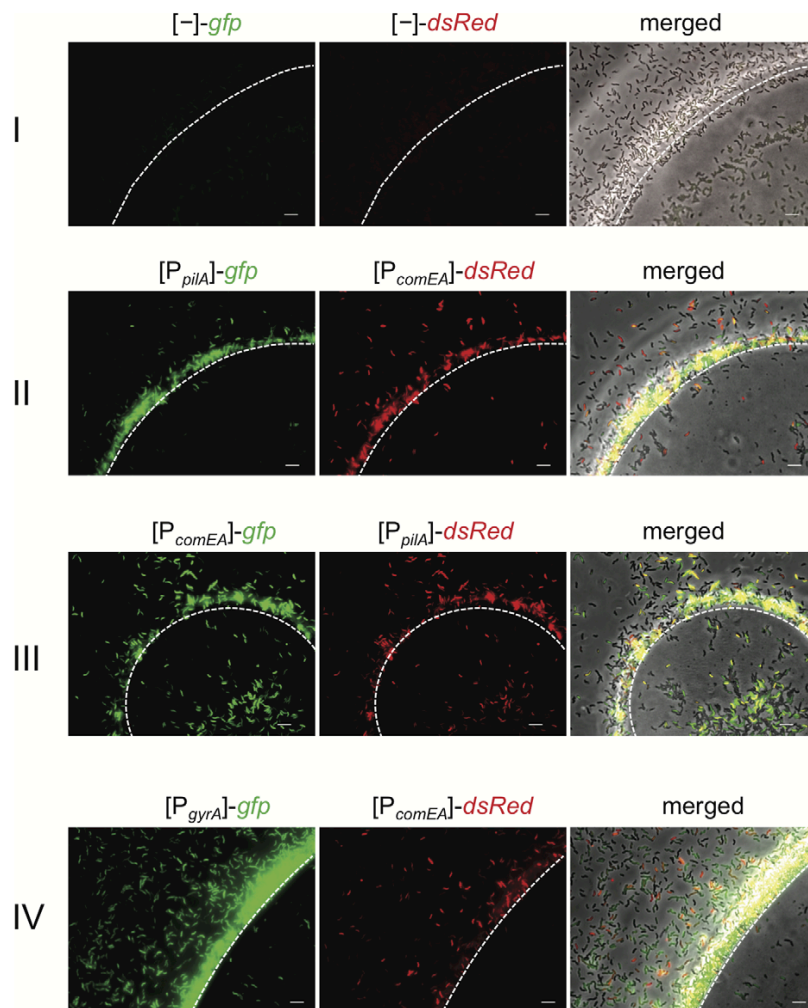 [−]-gfp [−]-dsRed merged
I
[PpilA]-gfp [PcomEA]-dsRed merged
II
[PcomEA]-gfp [PpilA]-dsRed merged
III
[PgyrA]-gfp [PcomEA]-dsRed merged
IV